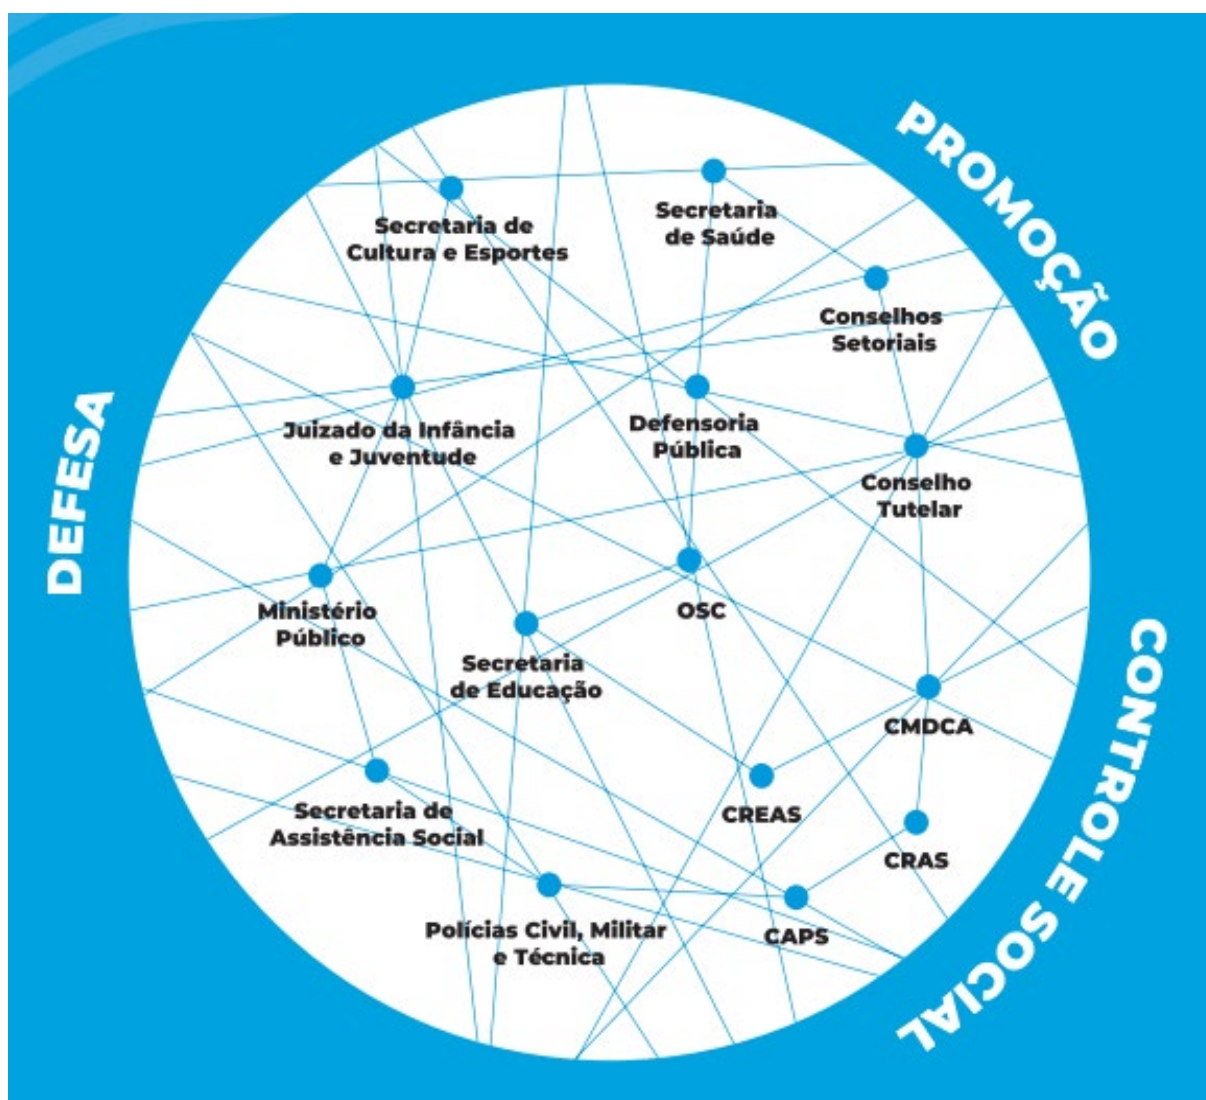 PROMOÇÃO
Secretaria de
Cultura e Esportes
Secretaria
de Saúde
Conselhos
Setoriais
DEFESA
Juizado da Infância
e Juventude
Defensoria
Pública
Conselho
Tutelar
Ministério
Público
OSC
Secretaria
de Educação
CMDCA
CONTROLE SOCIAL
Secretaria de
Assistência Social
CREAS
CRAS
Polícias Civil, Militar
e Técnica
CAPS